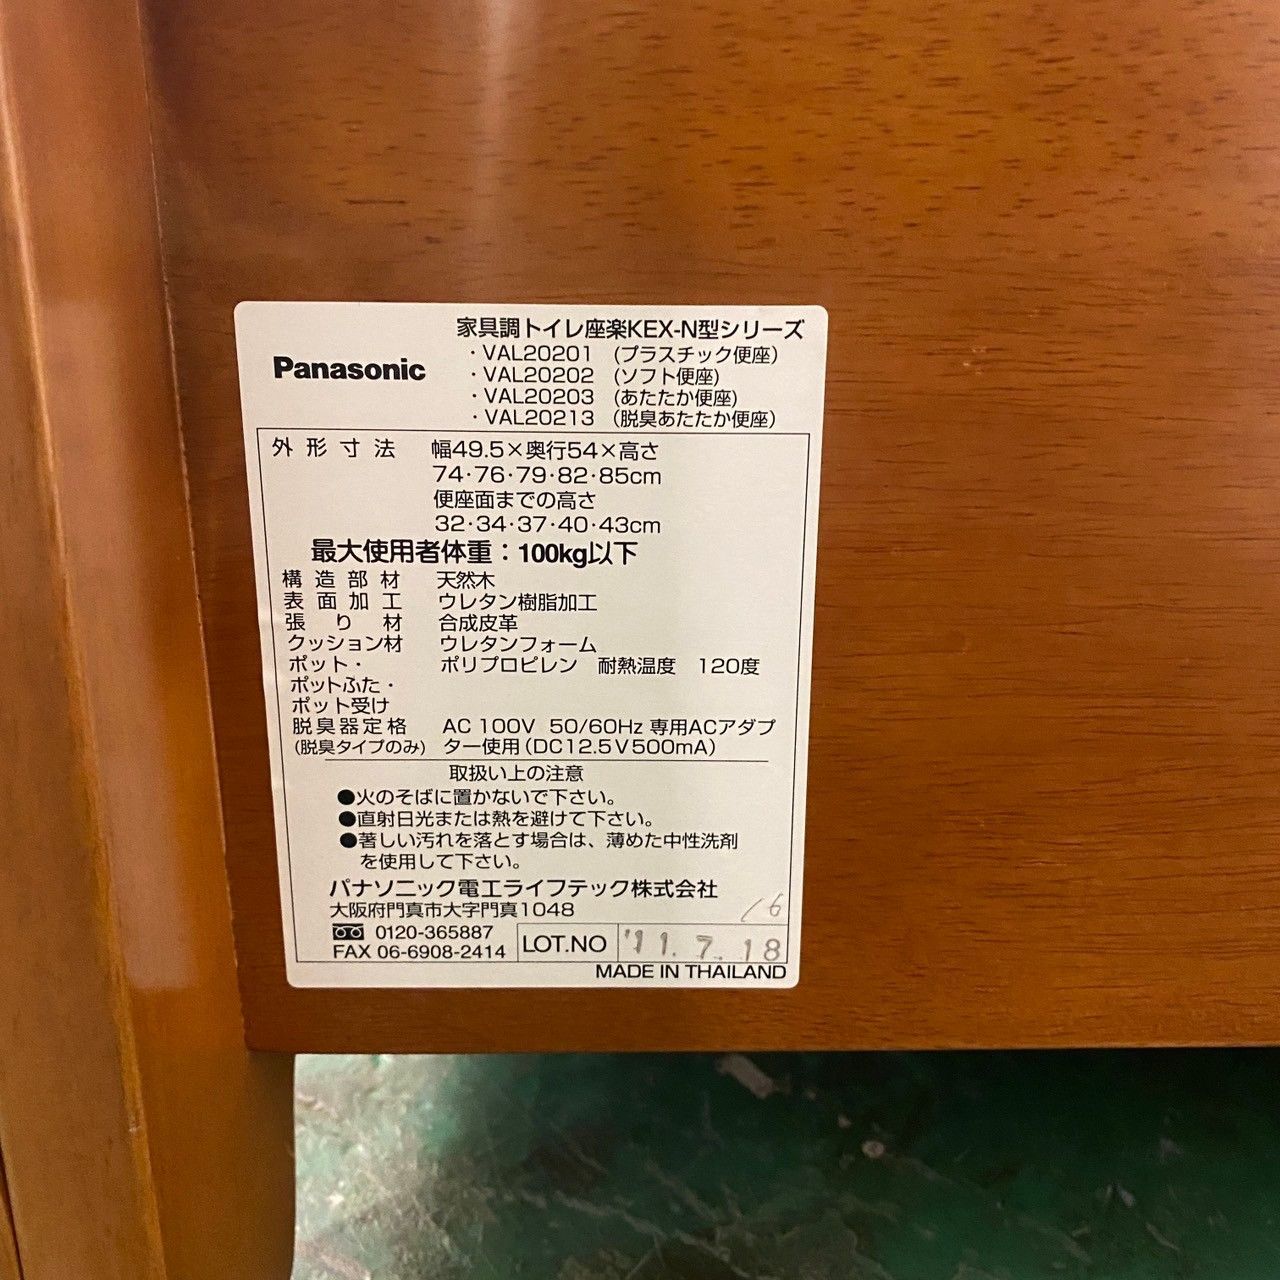 Panasonic
家具調トイレ座楽KEX-N型シリーズ
・VAL20201 (プラスチック便座)
・VAL20202 (ソフト便座)
・VAL20203 (あたたか便座)
・VAL20213 (脱臭あたたか便座)
外形寸法 幅49.5×奥行54×高さ
74・76・79・82・85cm
便座面までの高さ
32・34・37・40・43cm
最大使用者体重：100kg以下
構造部材 天然木
表面加工 ウレタン樹脂加工
張り材 合成皮革
クッション材 ウレタンフォーム
ポット・ ポリプロピレン 耐熱温度 120度
ポットふた・
ポット受け
脱臭器定格 AC 100V 50/60Hz 専用ACアダプ
(脱臭タイプのみ) ター使用(DC12.5V500mA)
取扱い上の注意
●火のそばに置かないで下さい。
●直射日光または熱を避けて下さい。
●著しい汚れを落とす場合は、薄めた中性洗剤
を使用して下さい。
パナソニック電工ライフテック株式会社
大阪府門真市大字門真1048
0120-365887
FAX 06-6908-2414
LOT.NO '11.7.18
/6
MADE IN THAILAND